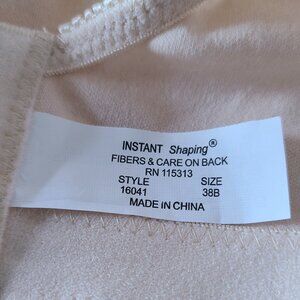 INSTANT Shaping®
FIBERS & CARE ON BACK
RN 115313
STYLE SIZE
16041 38B
MADE IN CHINA